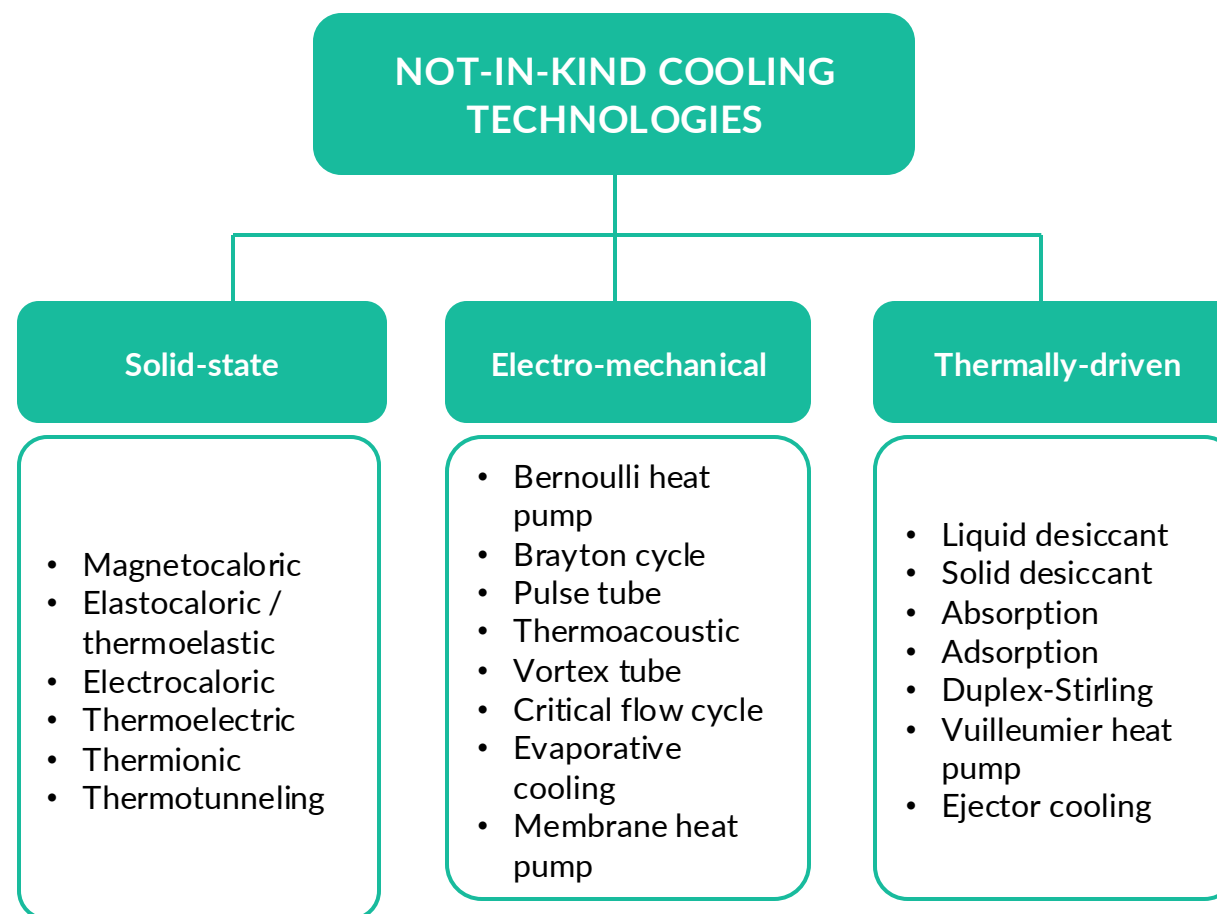 NOT-IN-KIND COOLING
TECHNOLOGIES
Solid-state
• Magnetocaloric
• Elastocaloric /
thermoelastic
• Electrocaloric
• Thermoelectric
• Thermionic
• Thermotunneling
Electro-mechanical
• Bernoulli heat
pump
• Brayton cycle
• Pulse tube
• Thermoacoustic
• Vortex tube
• Critical flow cycle
• Evaporative
cooling
• Membrane heat
pump
Thermally-driven
• Liquid desiccant
• Solid desiccant
• Absorption
• Adsorption
• Duplex-Stirling
• Vuilleumier heat
pump
• Ejector cooling